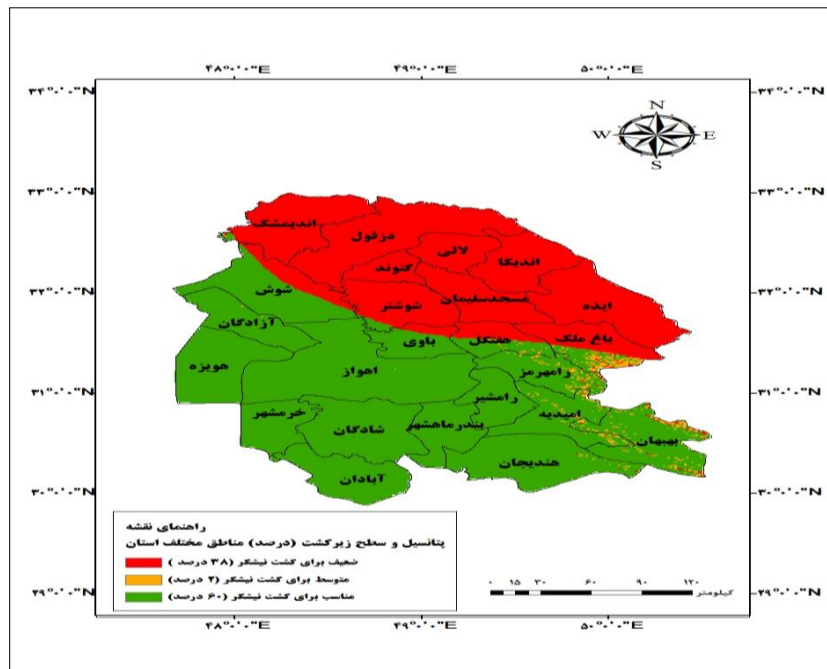 ۴۸°۰'۰"E ۴۹°۰'۰"E ۵۰°۰'۰"E
۳۴°۰'۰"N ۳۴°۰'۰"N
N
W E
S
۳۳°۰'۰"N ۳۳°۰'۰"N
اندیمشک
دزفول
لالی
اندیکا
گتوند
۳۲°۰'۰"N ۳۲°۰'۰"N
شوش
مسجدسلیمان
ایذه
شوشتر
آزادگان
باغ ملک
هفتکل
باوی
۳۱°۰'۰"N ۳۱°۰'۰"N
هویزه
اهواز
رامهرمز
رامشیر
خرمشهر
امیدیه
شادگان
بندرماهشهر
بهبهان
هندیجان
آبادان
۳۰°۰'۰"N ۳۰°۰'۰"N
راهنمای نقشه
پتانسیل و سطح زیرکشت (درصد) مناطق مختلف استان
ضعیف برای کشت نیشکر (۳۸ درصد )
متوسط برای کشت نیشکر (۲ درصد)
مناسب برای کشت نیشکر (۶۰ درصد)
۰ ۱۵ ۳۰ ۶۰ ۹۰ ۱۲۰
کیلومتر
۲۹°۰'۰"N ۲۹°۰'۰"N
۴۸°۰'۰"E ۴۹°۰'۰"E ۵۰°۰'۰"E